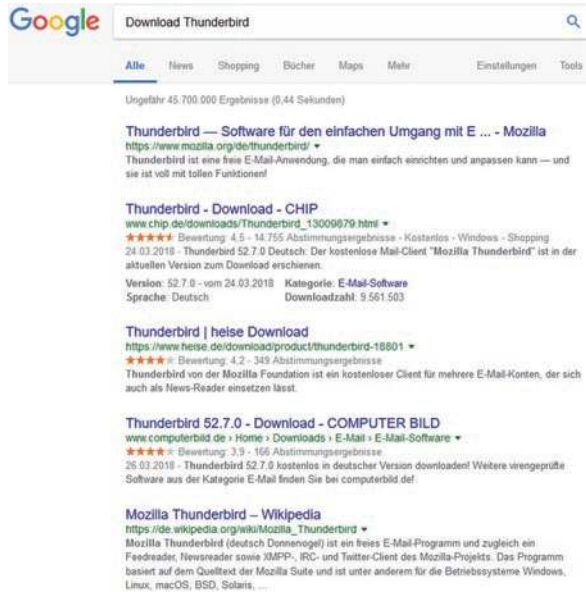 Google
Download Thunderbird
Alle News Shopping Bücher Maps Mehr Einstellungen Tools
Ungefähr 45.700.000 Ergebnisse (0,44 Sekunden)
Thunderbird — Software für den einfachen Umgang mit E ... - Mozilla
https://www.mozilla.org/de/thunderbird/
Thunderbird ist eine freie E-Mail-Anwendung, die man einfach einrichten und anpassen kann — und
sie ist voll mit tollen Funktionen!
Thunderbird - Download - CHIP
www.chip.de/downloads/Thunderbird_13009879.html
Bewertung: 4,5 - 14.755 Abstimmungsergebnisse - Kostenlos - Windows - Shopping
24.03.2018 - Thunderbird 52.7.0 Deutsch: Der kostenlose Mail-Client "Mozilla Thunderbird" ist in der
aktuellen Version zum Download erschienen.
Version: 52.7.0 - vom 24.03.2018 Kategorie: E-Mail-Software
Sprache: Deutsch Downloadzahl: 9.561.503
Thunderbird | heise Download
https://www.heise.de/download/product/thunderbird-18801
Bewertung: 4,2 - 349 Abstimmungsergebnisse
Thunderbird von der Mozilla Foundation ist ein kostenloser Client für mehrere E-Mail-Konten, der sich
auch als News-Reader einsetzen lässt.
Thunderbird 52.7.0 - Download - COMPUTER BILD
www.computerbild.de › Home › Downloads › E-Mail › E-Mail-Software
Bewertung: 3,9 - 166 Abstimmungsergebnisse
26.03.2018 - Thunderbird 52.7.0 kostenlos in deutscher Version downloaden! Weitere virengeprüfte
Software aus der Kategorie E-Mail finden Sie bei computerbild.de!
Mozilla Thunderbird – Wikipedia
https://de.wikipedia.org/wiki/Mozilla_Thunderbird
Mozilla Thunderbird (deutsch Donnervogel) ist ein freies E-Mail-Programm und zugleich ein
Feedreader, Newsreader sowie XMPP-, IRC- und Twitter-Client des Mozilla-Projekts. Das Programm
basiert auf dem Quelltext der Mozilla Suite und ist unter anderem für die Betriebssysteme Windows,
Linux, macOS, BSD, Solaris, ...